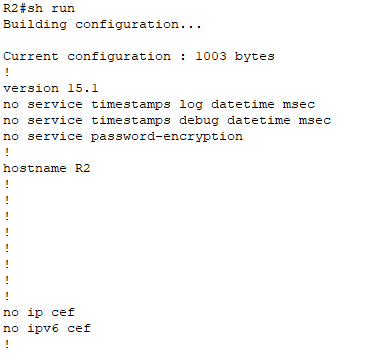 R2#sh run
Building configuration...

Current configuration : 1003 bytes
!
version 15.1
no service timestamps log datetime msec
no service timestamps debug datetime msec
no service password-encryption
!
hostname R2
!
!
!
!
!
!
!
!
no ip cef
no ipv6 cef
!